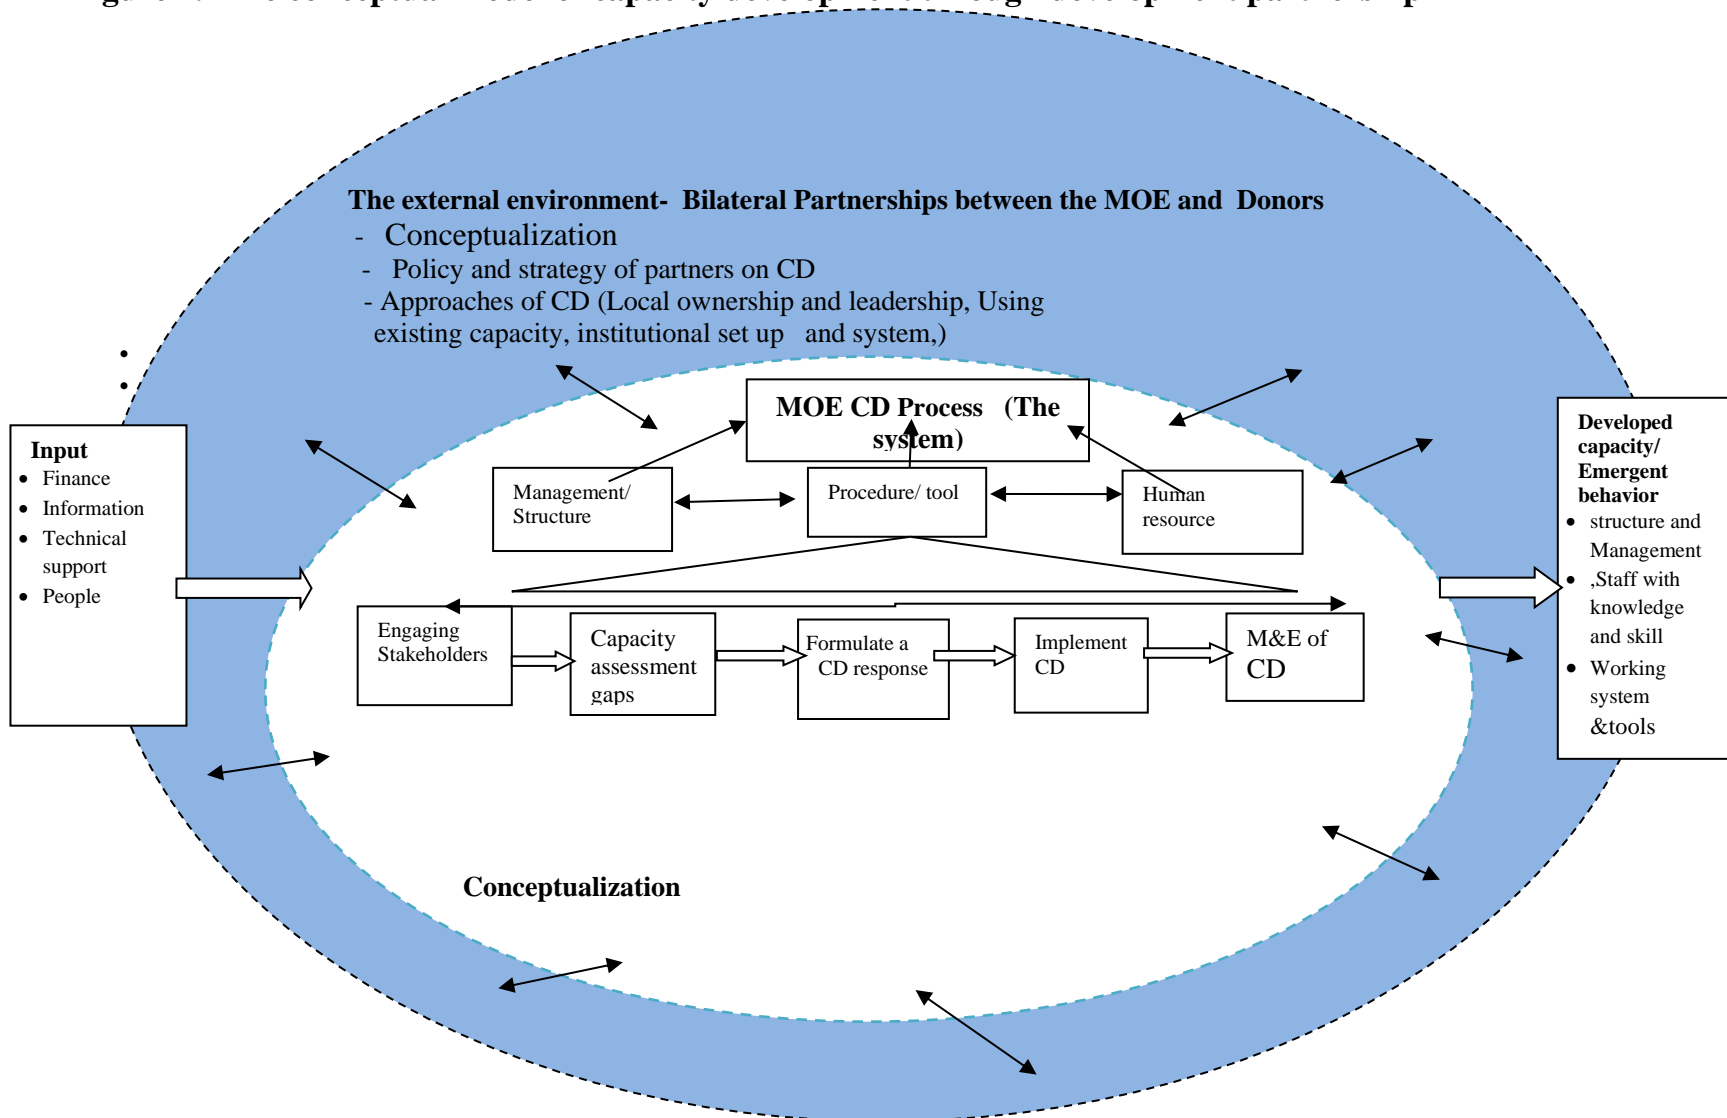 The external environment- Bilateral Partnerships between the MOE and Donors
- Conceptualization
- Policy and strategy of partners on CD
- Approaches of CD (Local ownership and leadership, Using
existing capacity, institutional set up and system,)
MOE CD Process (The
system)
Input
• Finance
• Information
• Technical
support
• People
Management/
Structure
Procedure/ tool
Human
resource
Engaging
Stakeholders
Capacity
assessment
gaps
Formulate a
CD response
Implement
CD
M&E of
CD
Developed
capacity/
Emergent
behavior
• structure and
Management
• ,Staff with
knowledge
and skill
• Working
system
&tools
Conceptualization